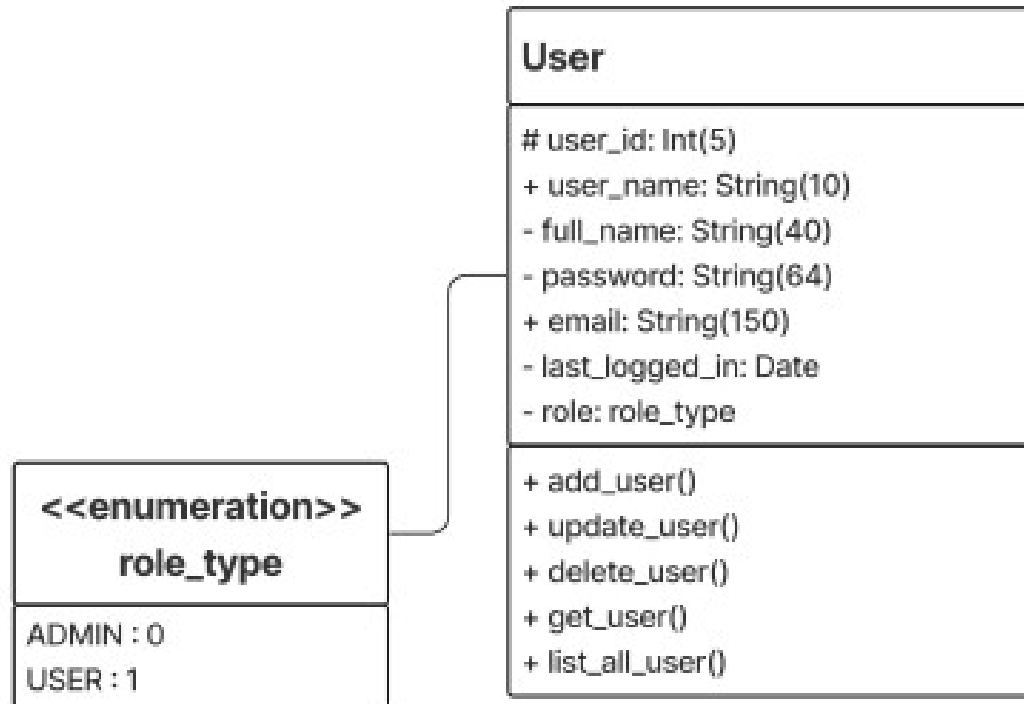 User
# user_id: Int(5)
+ user_name: String(10)
- full_name: String(40)
- password: String(64)
+ email: String(150)
- last_logged_in: Date
- role: role_type
+ add_user()
+ update_user()
+ delete_user()
+ get_user()
+ list_all_user()
<<enumeration>>
role_type
ADMIN : 0
USER : 1